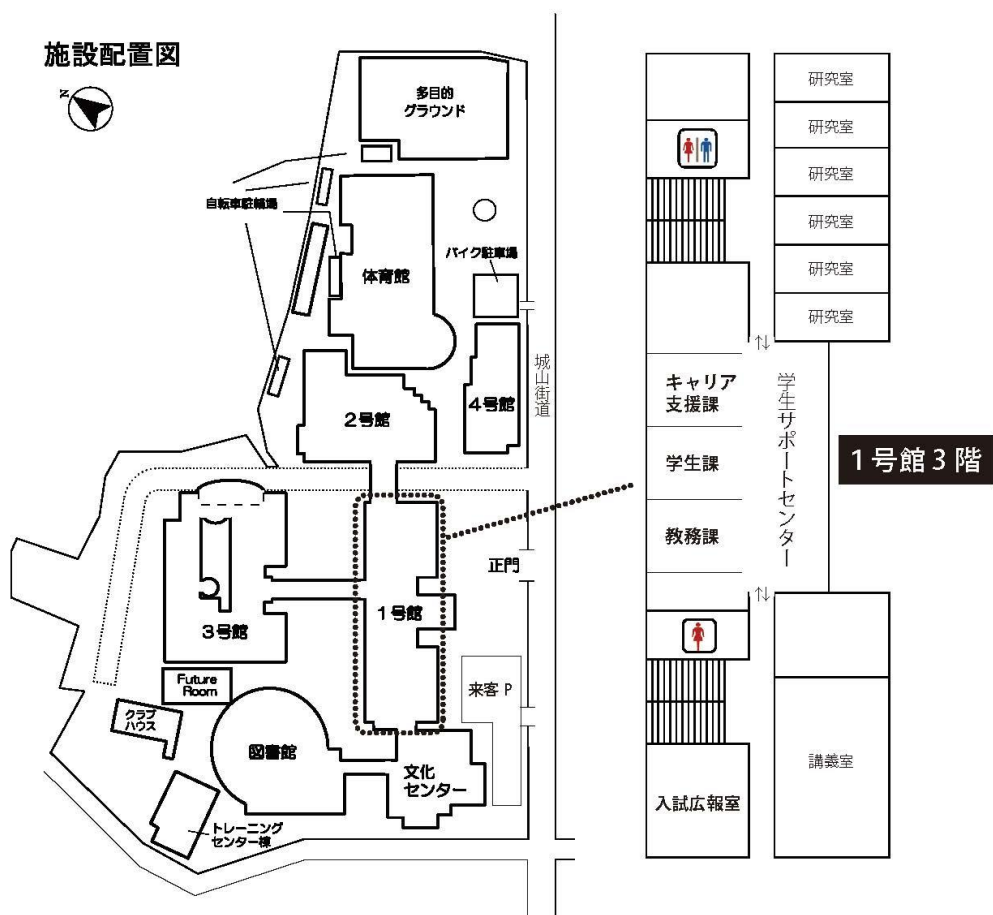 施設配置図
N
多目的
グラウンド
自転車駐輪場
バイク駐車場
体育館
城山街道
2号館
4号館
正門
1号館
3号館
Future
Room
来客 P
クラブ
ハウス
図書館
文化
センター
トレーニング
センター棟
研究室
研究室
研究室
研究室
研究室
研究室
キャリア
支援課
学生課
教務課
学生サポートセンター
1号館3階
講義室
入試広報室